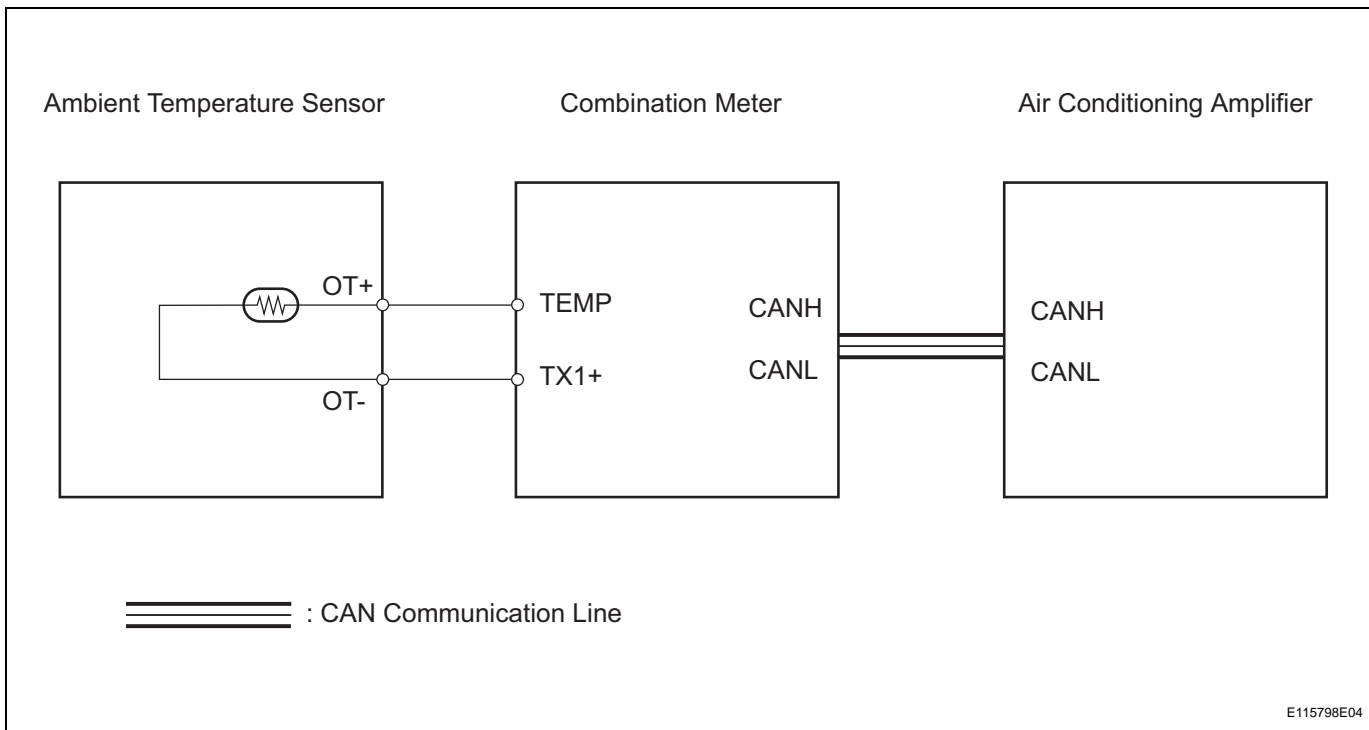 Ambient Temperature Sensor
Combination Meter
Air Conditioning Amplifier
OT+
TEMP
CANH
CANH
OT-
TX1+
CANL
CANL
: CAN Communication Line
E115798E04